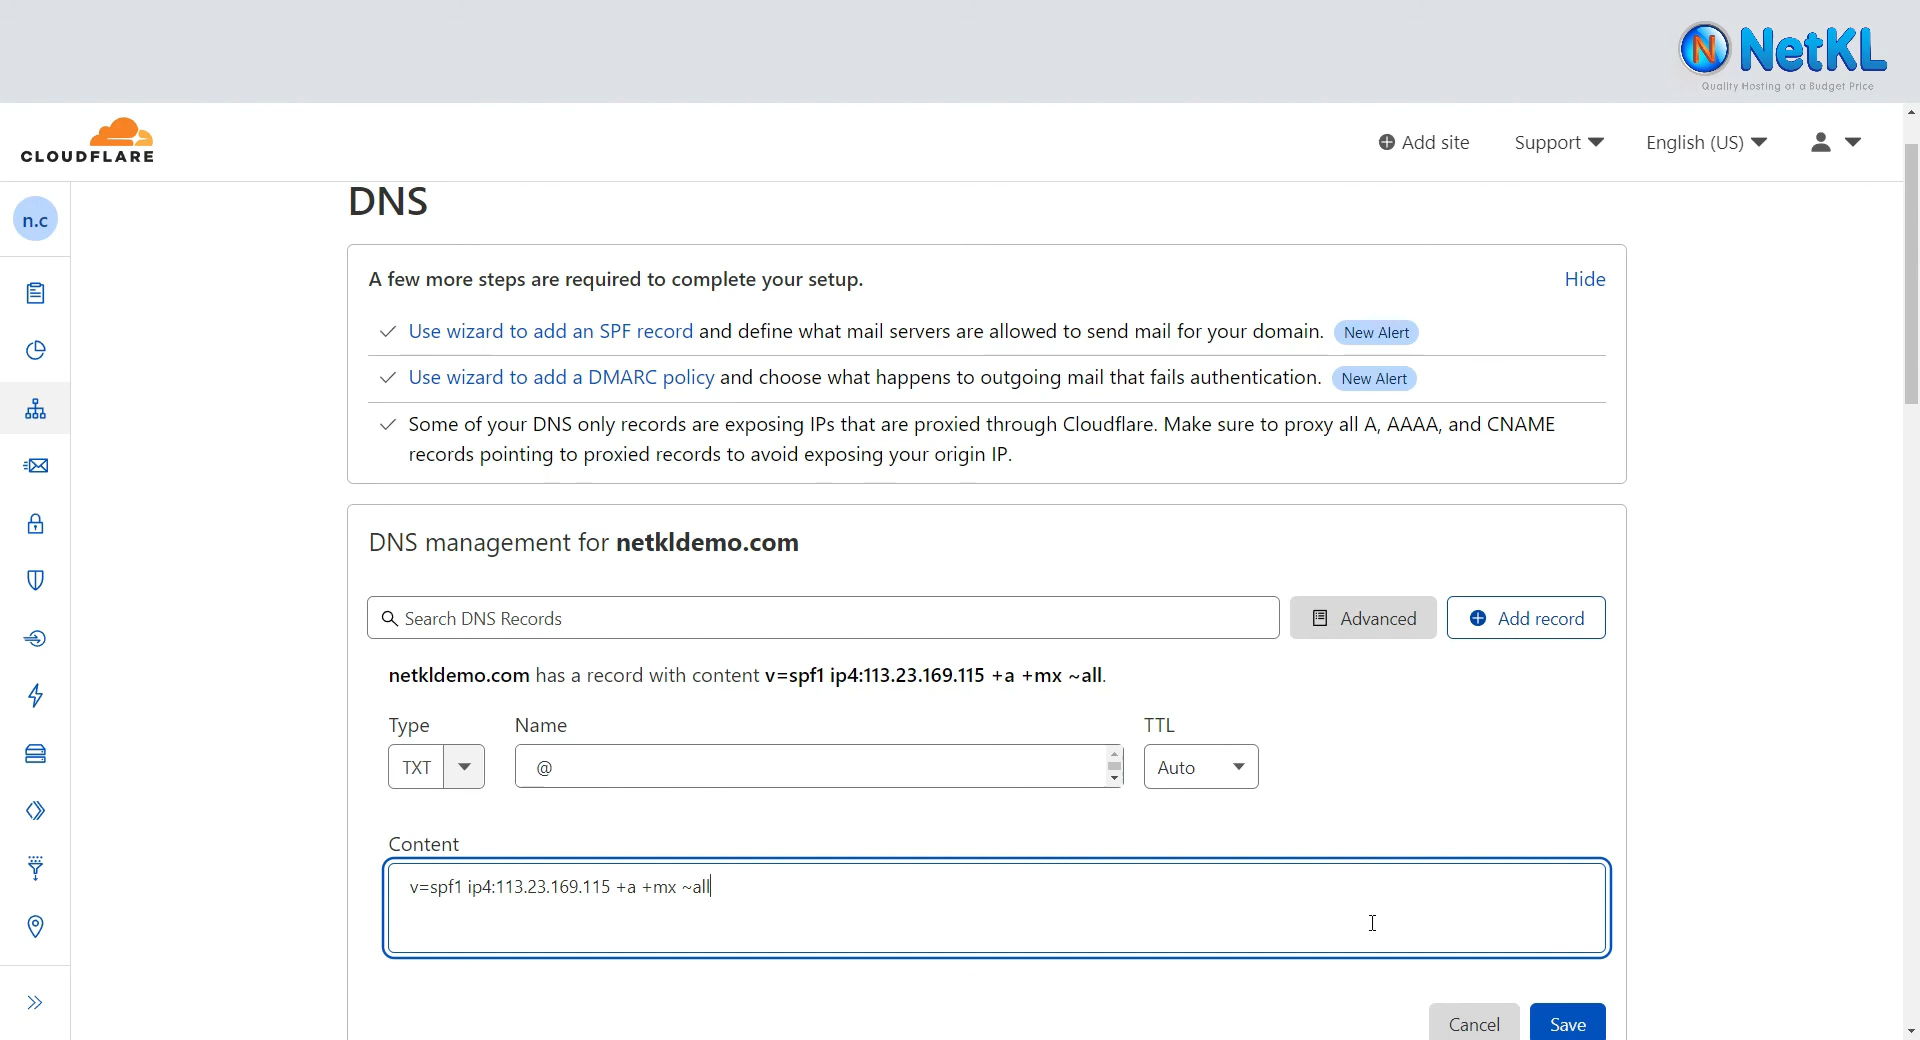 NetKL
Quality Hosting at a Budget Price
CLOUDFLARE
Add site
Support
English (US)
n.c
DNS
A few more steps are required to complete your setup.
Hide
Use wizard to add an SPF record and define what mail servers are allowed to send mail for your domain. New Alert
Use wizard to add a DMARC policy and choose what happens to outgoing mail that fails authentication. New Alert
Some of your DNS only records are exposing IPs that are proxied through Cloudflare. Make sure to proxy all A, AAAA, and CNAME
records pointing to proxied records to avoid exposing your origin IP.
DNS management for netkldemo.com
Search DNS Records
Advanced
Add record
netkldemo.com has a record with content v=spf1 ip4:113.23.169.115 +a +mx ~all.
Type
Name
TTL
TXT
@
Auto
Content
v=spf1 ip4:113.23.169.115 +a +mx ~all
Cancel
Save